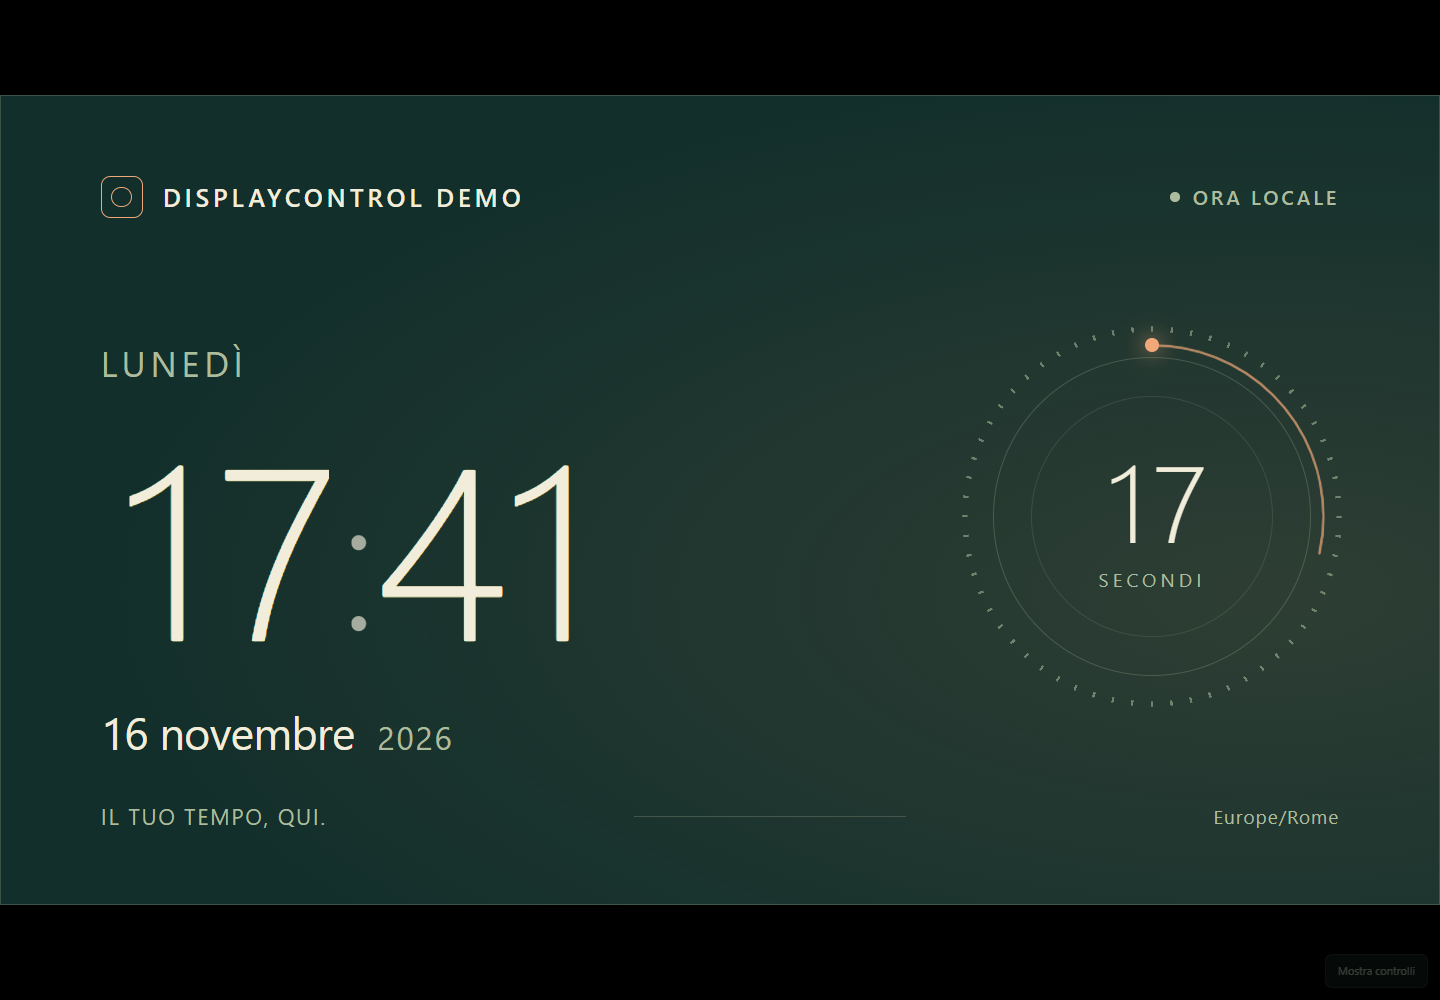 DISPLAYCONTROL DEMO
ORA LOCALE
LUNEDÌ
17:41
16 novembre 2026
17
SECONDI
IL TUO TEMPO, QUI.
Europe/Rome
Mostra controlli